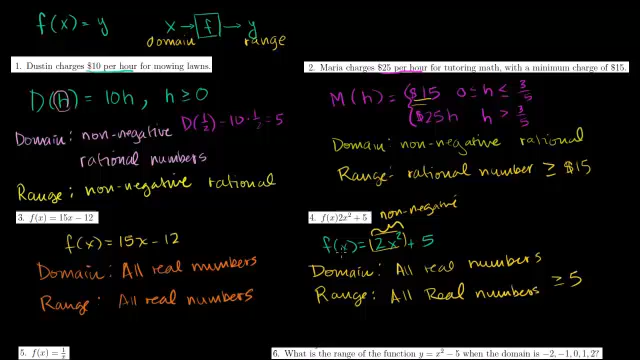 f(x) = y
x → f → y
domain range
1. Dustin charges $10 per hour for mowing lawns.
D(h) = 10h, h ≥ 0
D(1/2) - 10 · 1/2 = 5
Domain: non-negative
rational numbers
Range: non-negative rational
2. Maria charges $25 per hour for tutoring math, with a minimum charge of $15.
M(h) = { $15 0 ≤ h ≤ 3/5
$25h h > 3/5
Domain: non-negative rational
Range: rational number ≥ $15
3. f(x) = 15x − 12
f(x) = 15x - 12
Domain: All real numbers
Range: All real numbers
4. f(x)2x² + 5
non-negative
f(x) = 2x² + 5
Domain: All real numbers
Range: All Real numbers ≥ 5
5. f(x) = 1/x
6. What is the range of the function y = x² − 5 when the domain is −2, −1, 0, 1, 2?